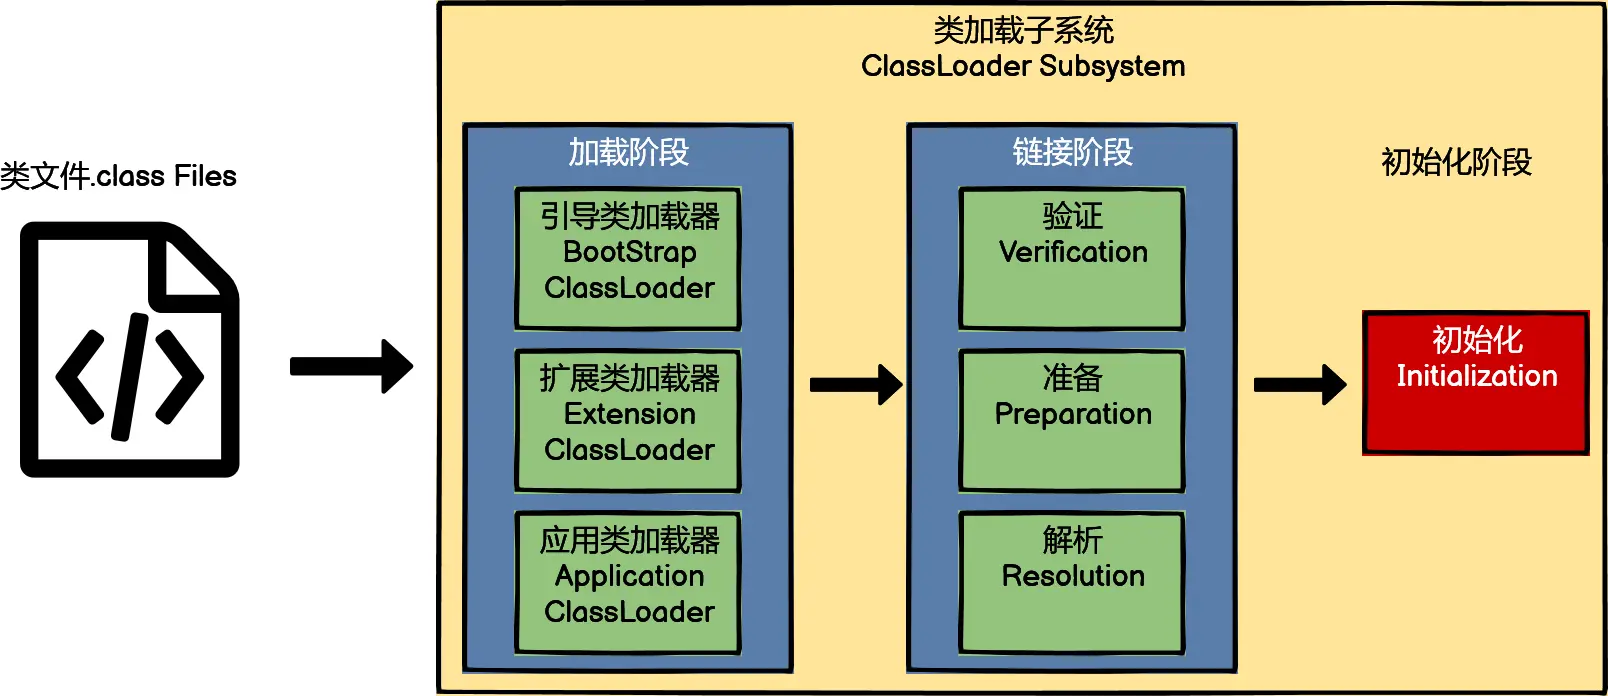 类加载子系统
ClassLoader Subsystem
类文件.class Files
加载阶段
引导类加载器
BootStrap
ClassLoader
扩展类加载器
Extension
ClassLoader
应用类加载器
Application
ClassLoader
链接阶段
验证
Verification
准备
Preparation
解析
Resolution
初始化阶段
初始化
Initialization